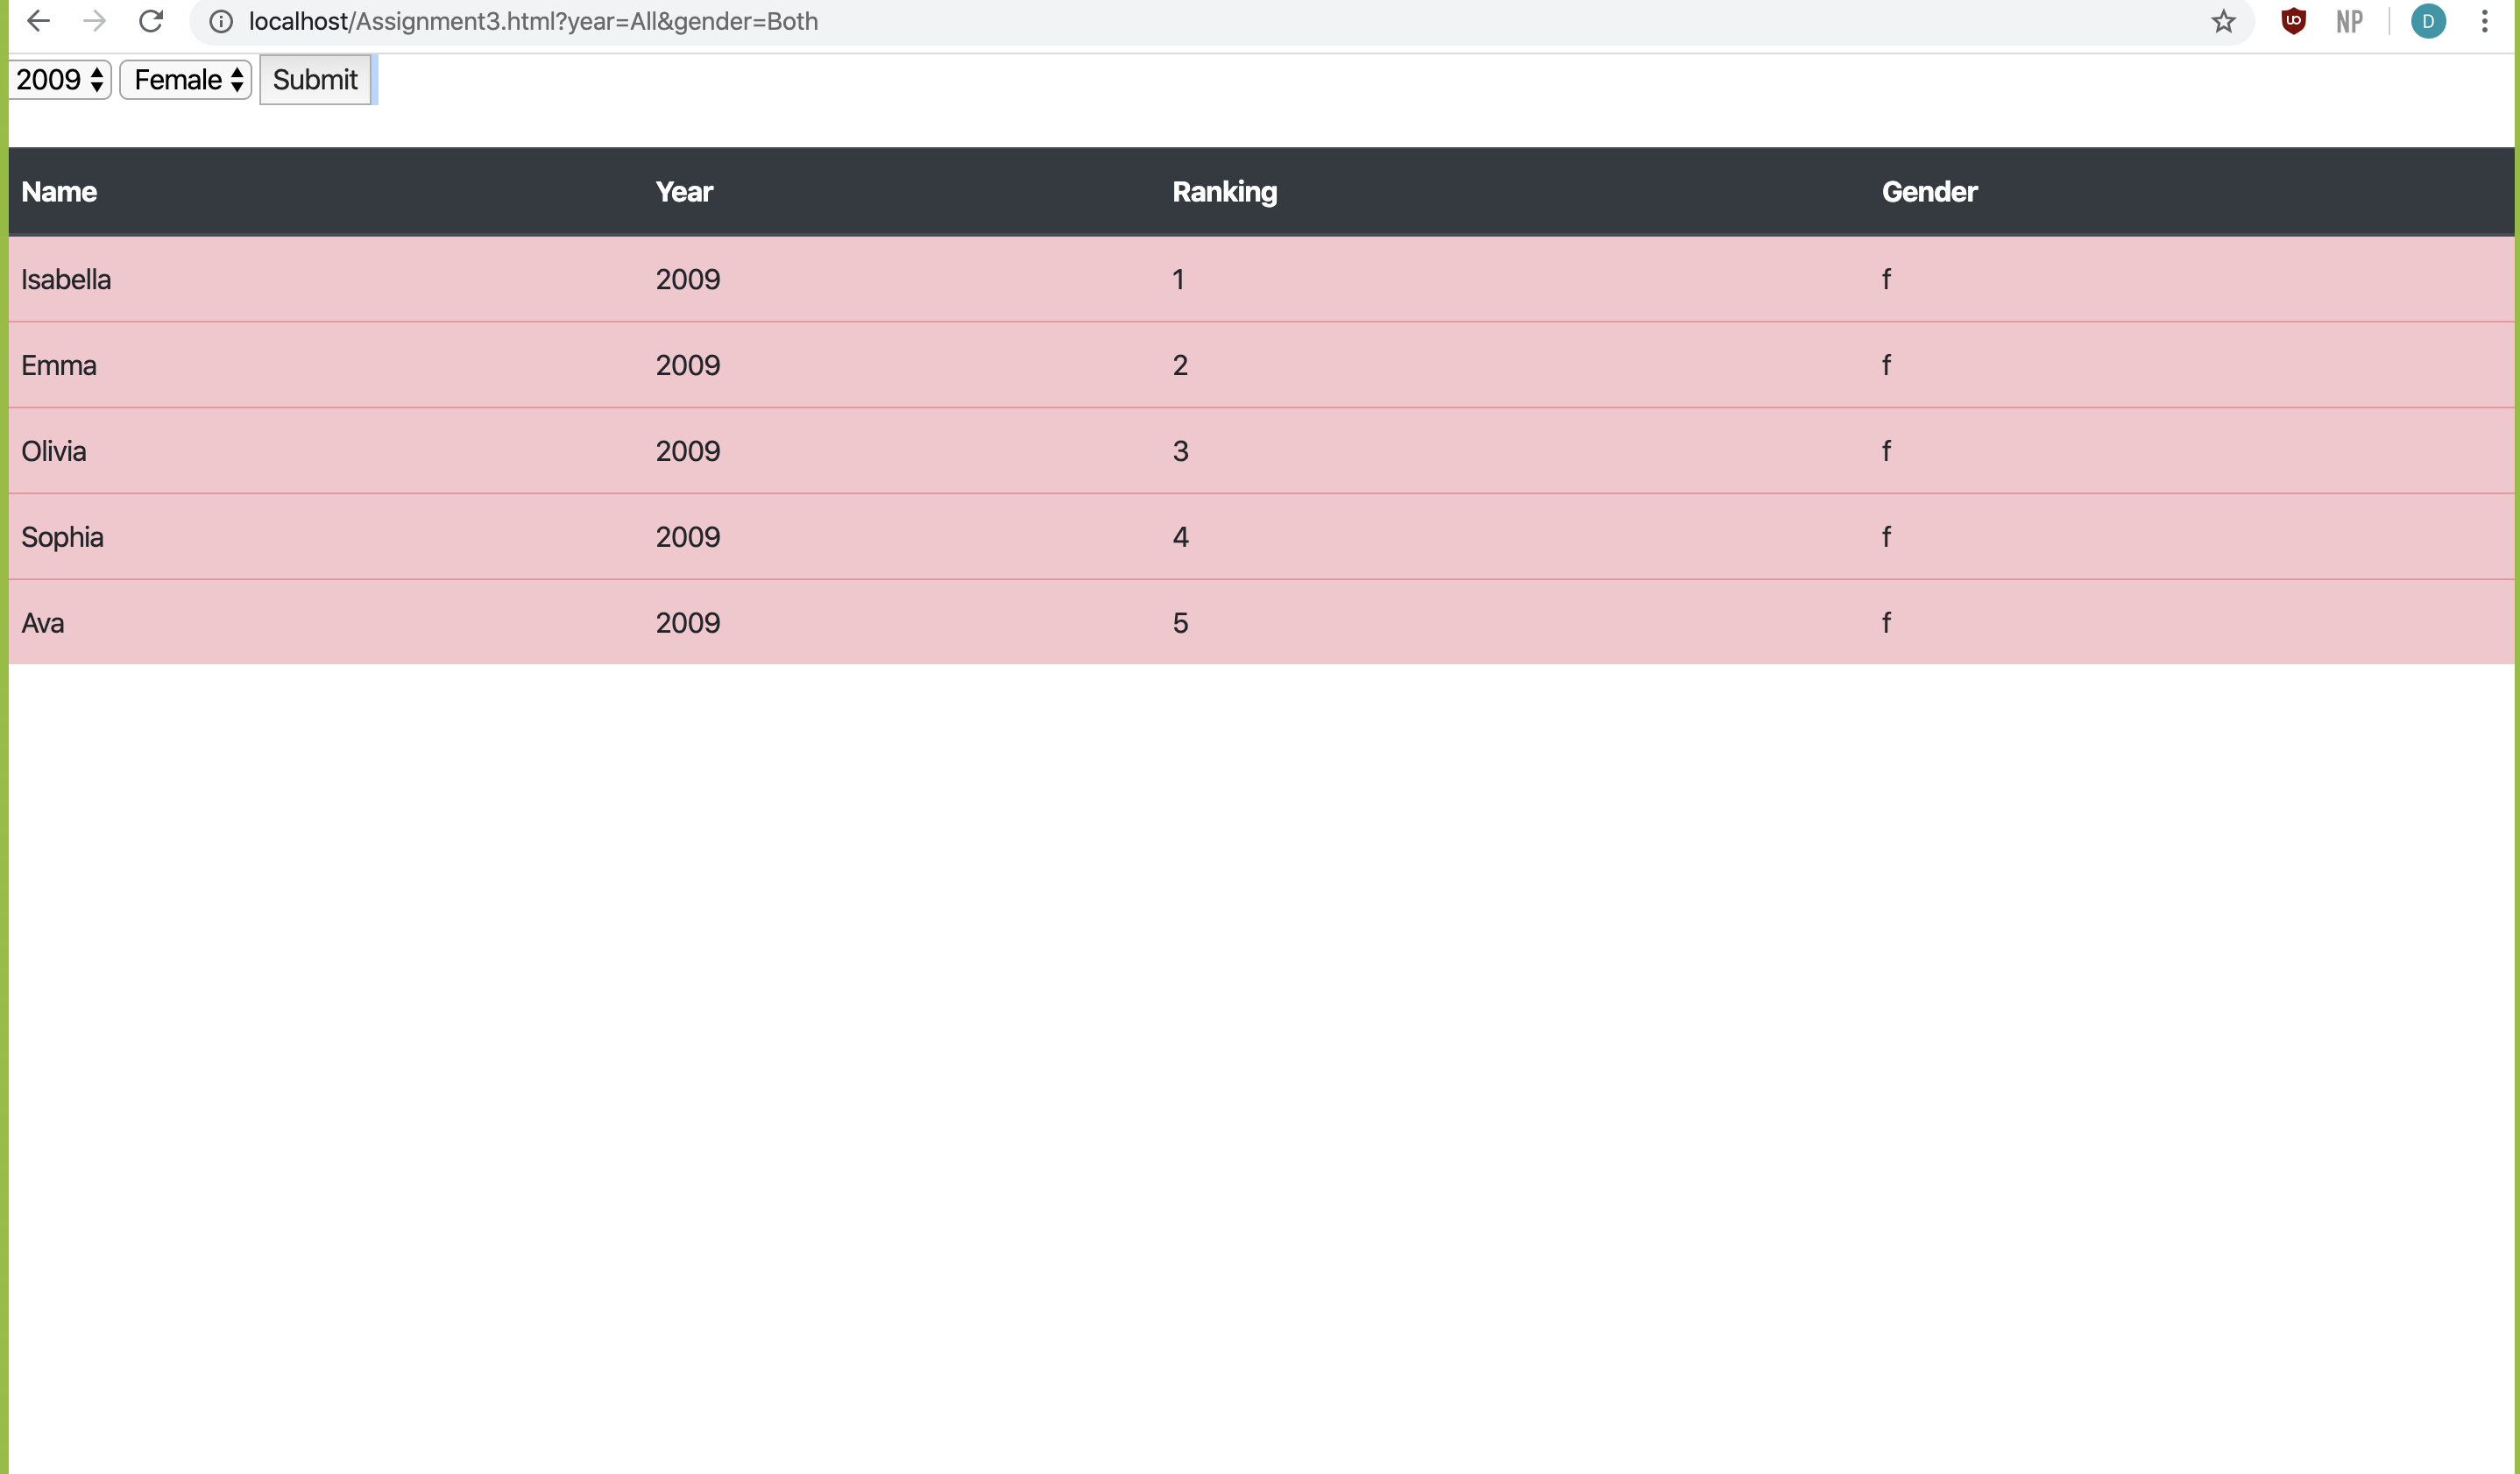 localhost/Assignment3.html?year=All&gender=Both NP D
2009 Female Submit
Name Year Ranking Gender
Isabella 2009 1 f
Emma 2009 2 f
Olivia 2009 3 f
Sophia 2009 4 f
Ava 2009 5 f